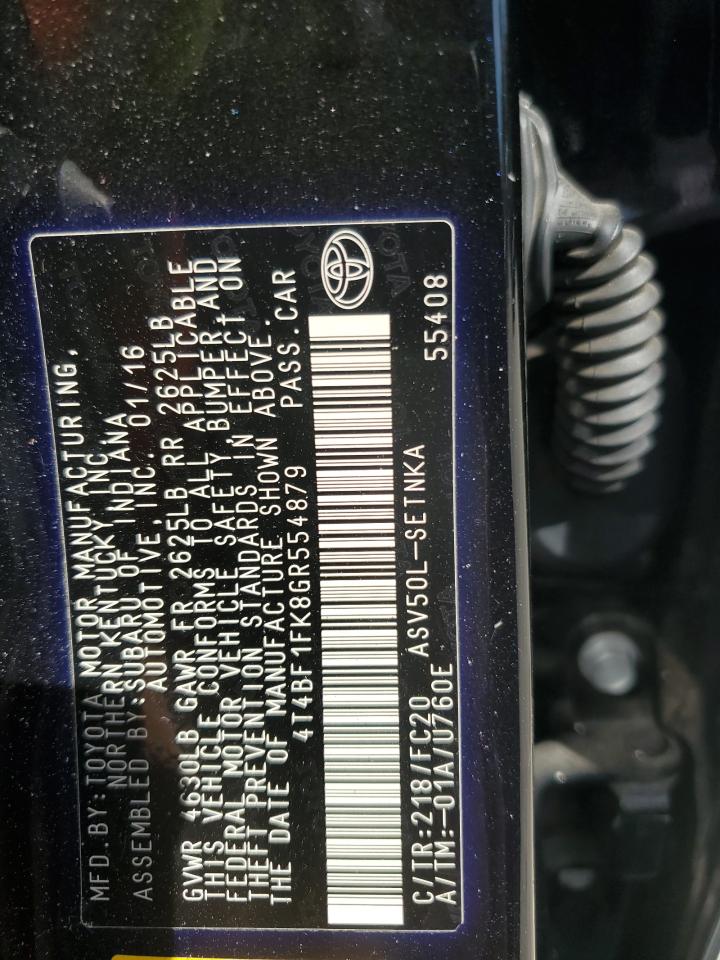 MFD.BY:TOYOTA MOTOR MANUFACTURING,
NORTHERN KENTUCKY INC
ASSEMBLED BY:SUBARU OF INDIANA
AUTOMOTIVE,INC. 01/16
GVWR 4630LB GAWR FR 2625LB RR 2625LB
THIS VEHICLE CONFORMS TO ALL APPLICABLE
FEDERAL MOTOR VEHICLE SAFETY, BUMPER AND
THEFT PREVENTION STANDARDS IN EFFECT ON
THE DATE OF MANUFACTURE SHOWN ABOVE.
4T4BF1FK8GR554879 PASS.CAR
C/TR:218/FC20 ASV50L-SETNKA 55408
A/TM:-01A/U760E